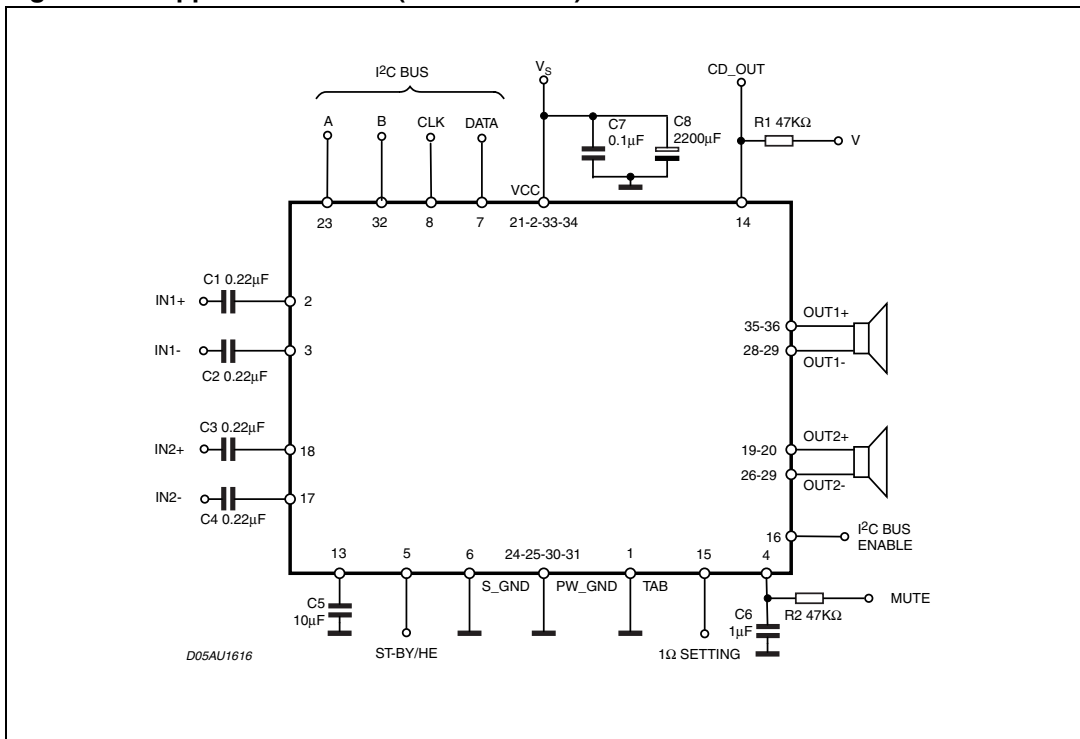 I²C BUS
A
B
CLK
DATA
VS
C7
0.1µF
C8
2200µF
CD_OUT
R1 47KΩ
V
VCC
23
32
8
7
21-2-33-34
14
C1 0.22µF
IN1+
2
IN1-
3
C2 0.22µF
C3 0.22µF
IN2+
18
IN2-
17
C4 0.22µF
35-36
OUT1+
28-29
OUT1-
19-20
OUT2+
26-29
OUT2-
16
I²C BUS
ENABLE
13
5
6
24-25-30-31
1
15
4
S_GND
PW_GND
TAB
C5
10µF
ST-BY/HE
1Ω SETTING
C6
1µF
R2 47KΩ
MUTE
D05AU1616